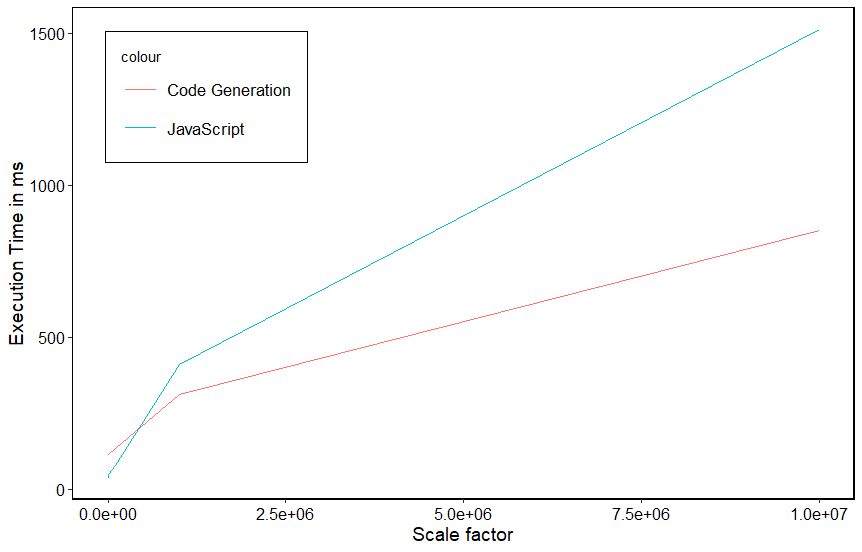 1500
1000
500
0
Execution Time in ms
colour
Code Generation
JavaScript
0.0e+00 2.5e+06 5.0e+06 7.5e+06 1.0e+07
Scale factor